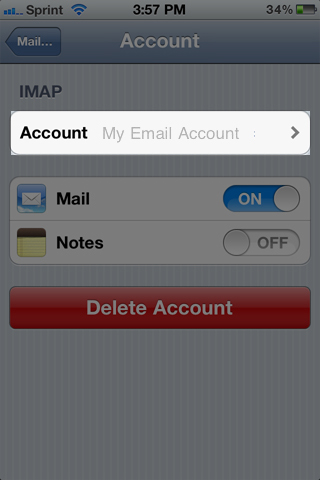 Sprint 3:57 PM 34%
Mail... Account
IMAP
Account My Email Account
Mail ON
Notes OFF
Delete Account